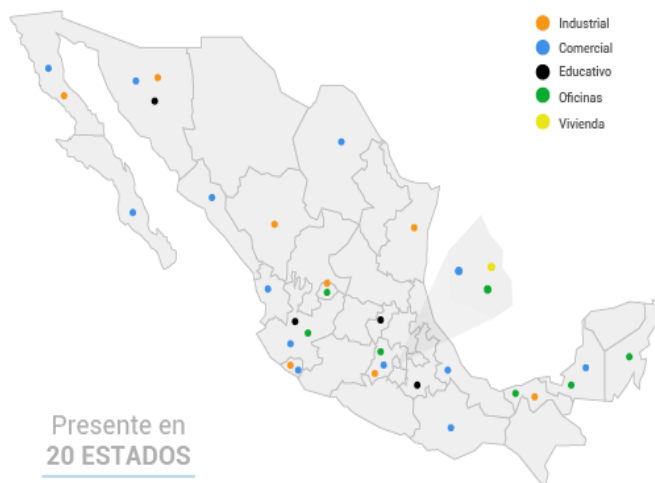 Industrial
Comercial
Educativo
Oficinas
Vivienda
Presente en
20 ESTADOS